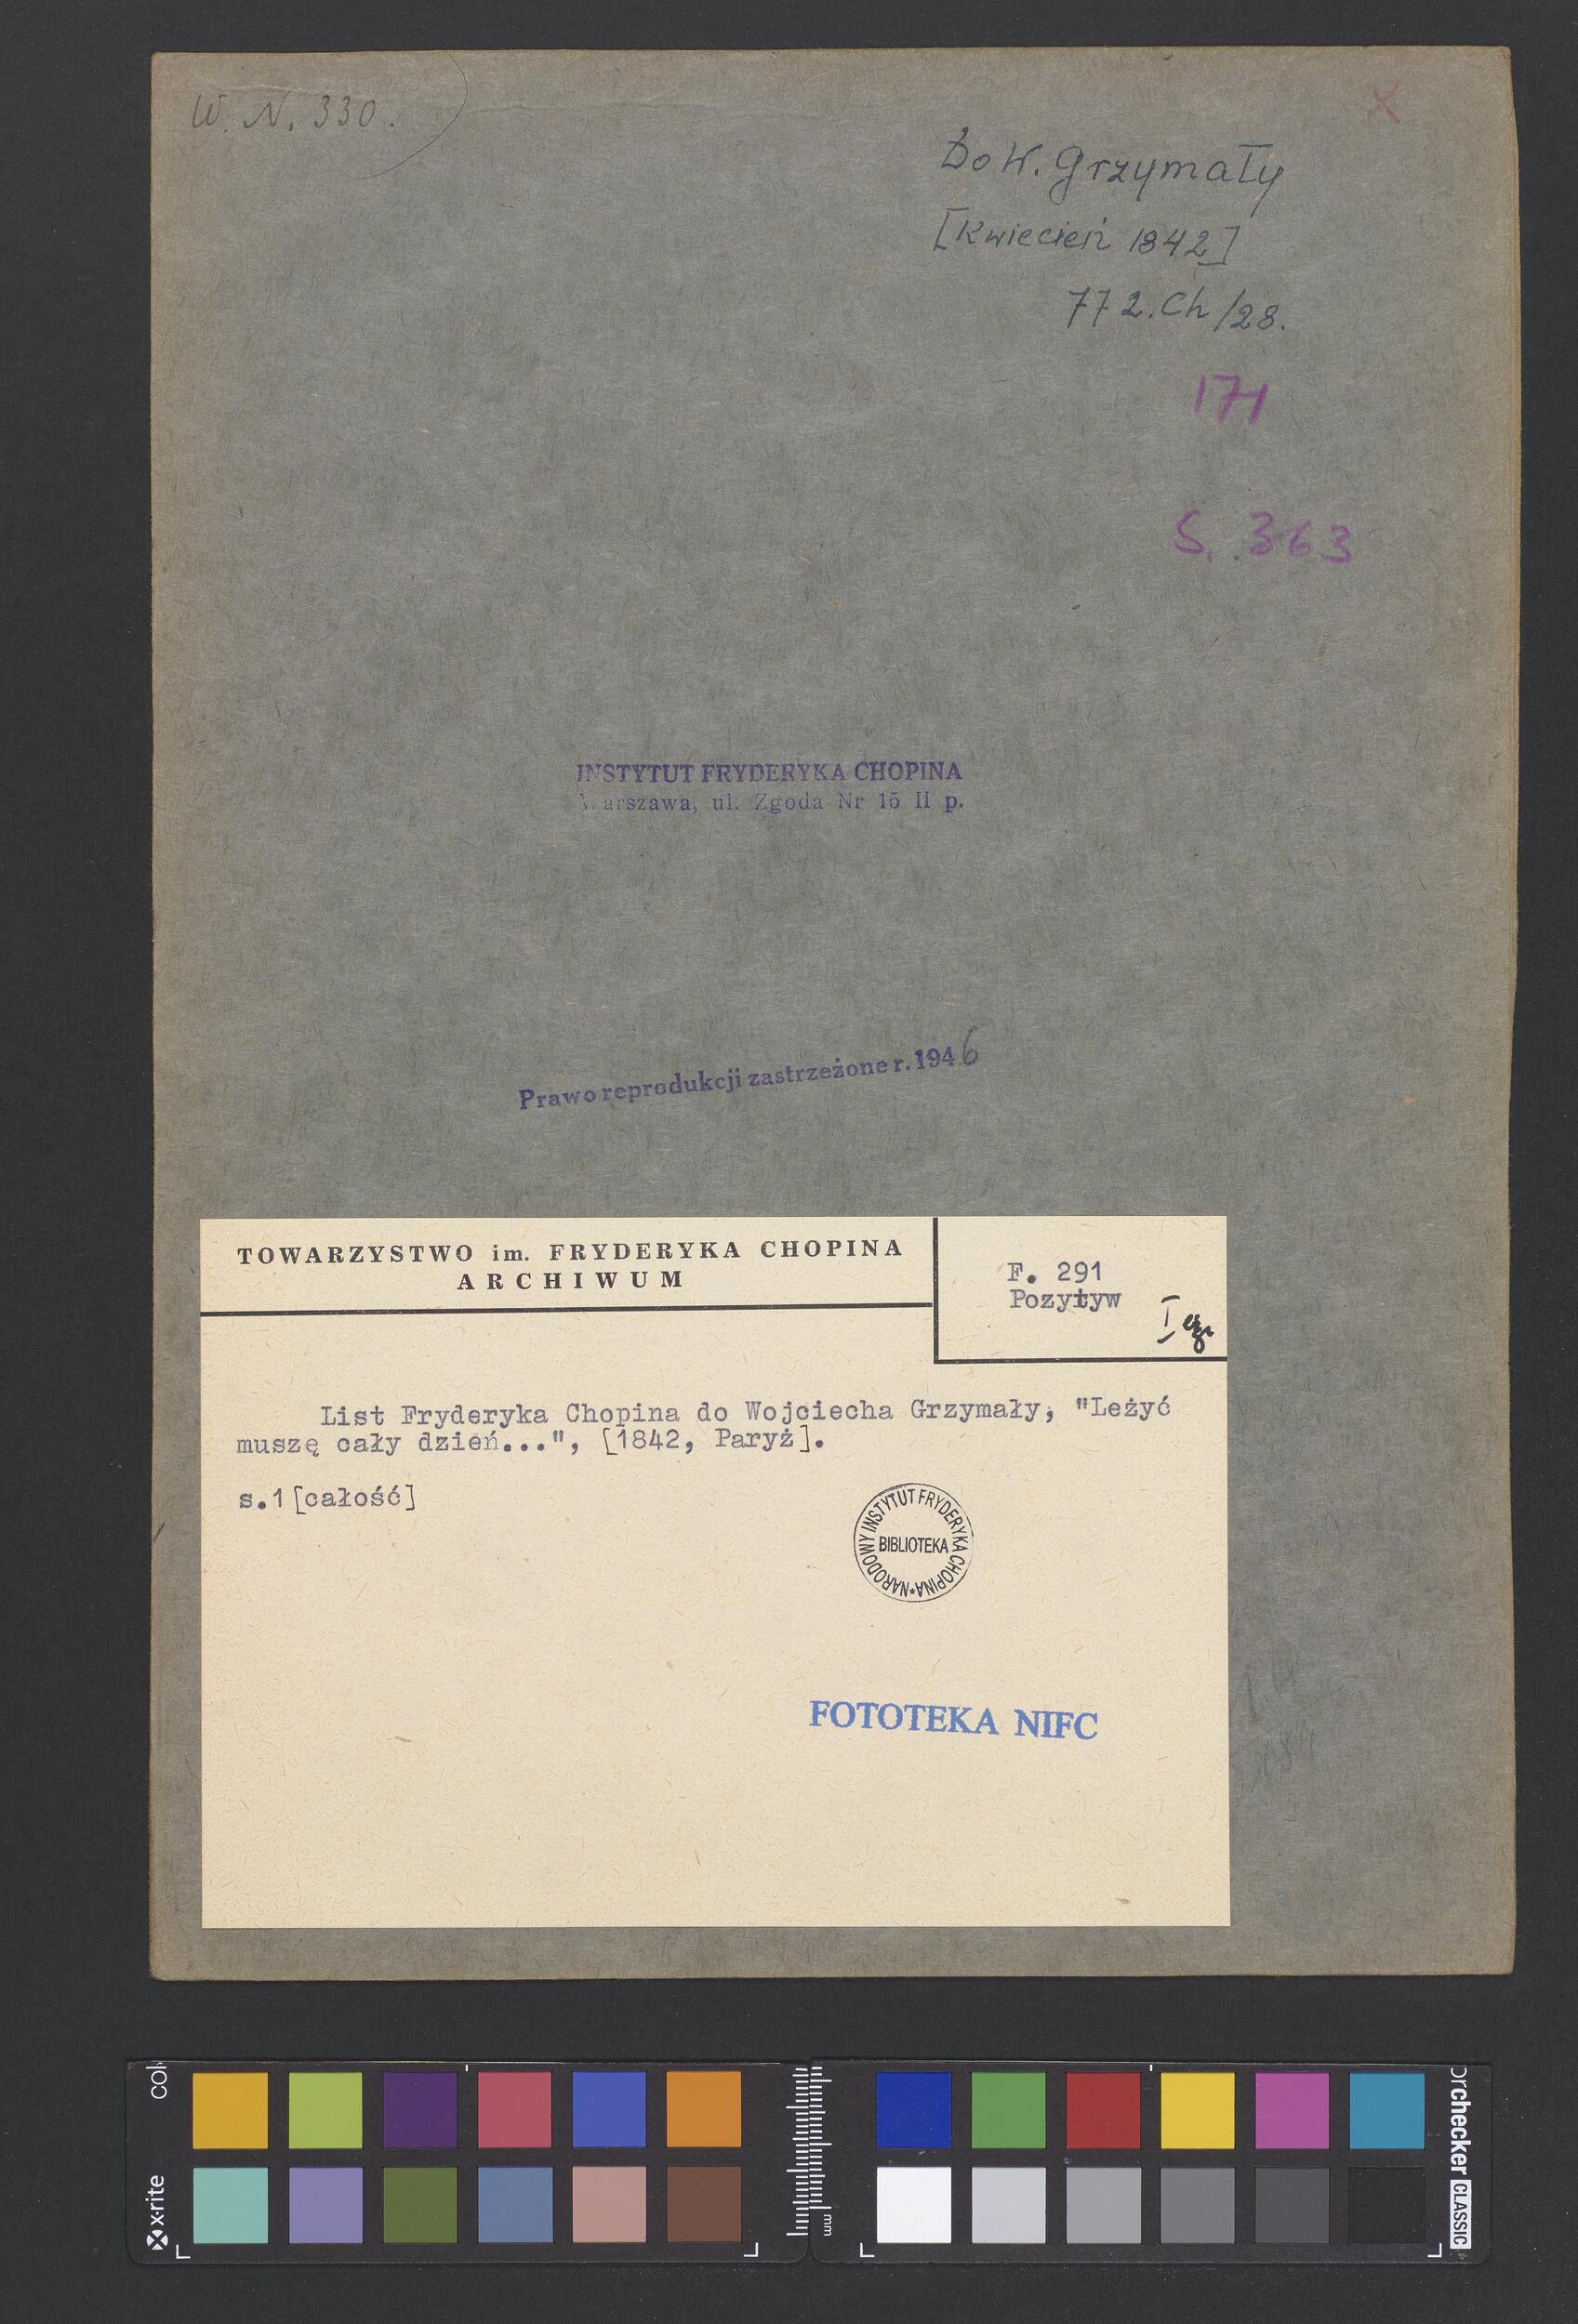 W. N. 330.
X
Do W. Grzymały
[Kwiecień 1842]
772.Ch/28.
171
S. 363
INSTYTUT FRYDERYKA CHOPINA
Warszawa, ul. Zgoda Nr 15 II p.
Prawo reprodukcji zastrzeżone r. 1946
TOWARZYSTWO im. FRYDERYKA CHOPINA
ARCHIWUM
F. 291
Pozytyw
I
List Fryderyka Chopina do Wojciecha Grzymały, "Leżyć
muszę cały dzień...", [1842, Paryż].
s.1[całość]
NARODOWY INSTYTUT FRYDERYKA CHOPINA
BIBLIOTEKA
FOTOTEKA NIFC
x-rite
mm
checker CLASSIC